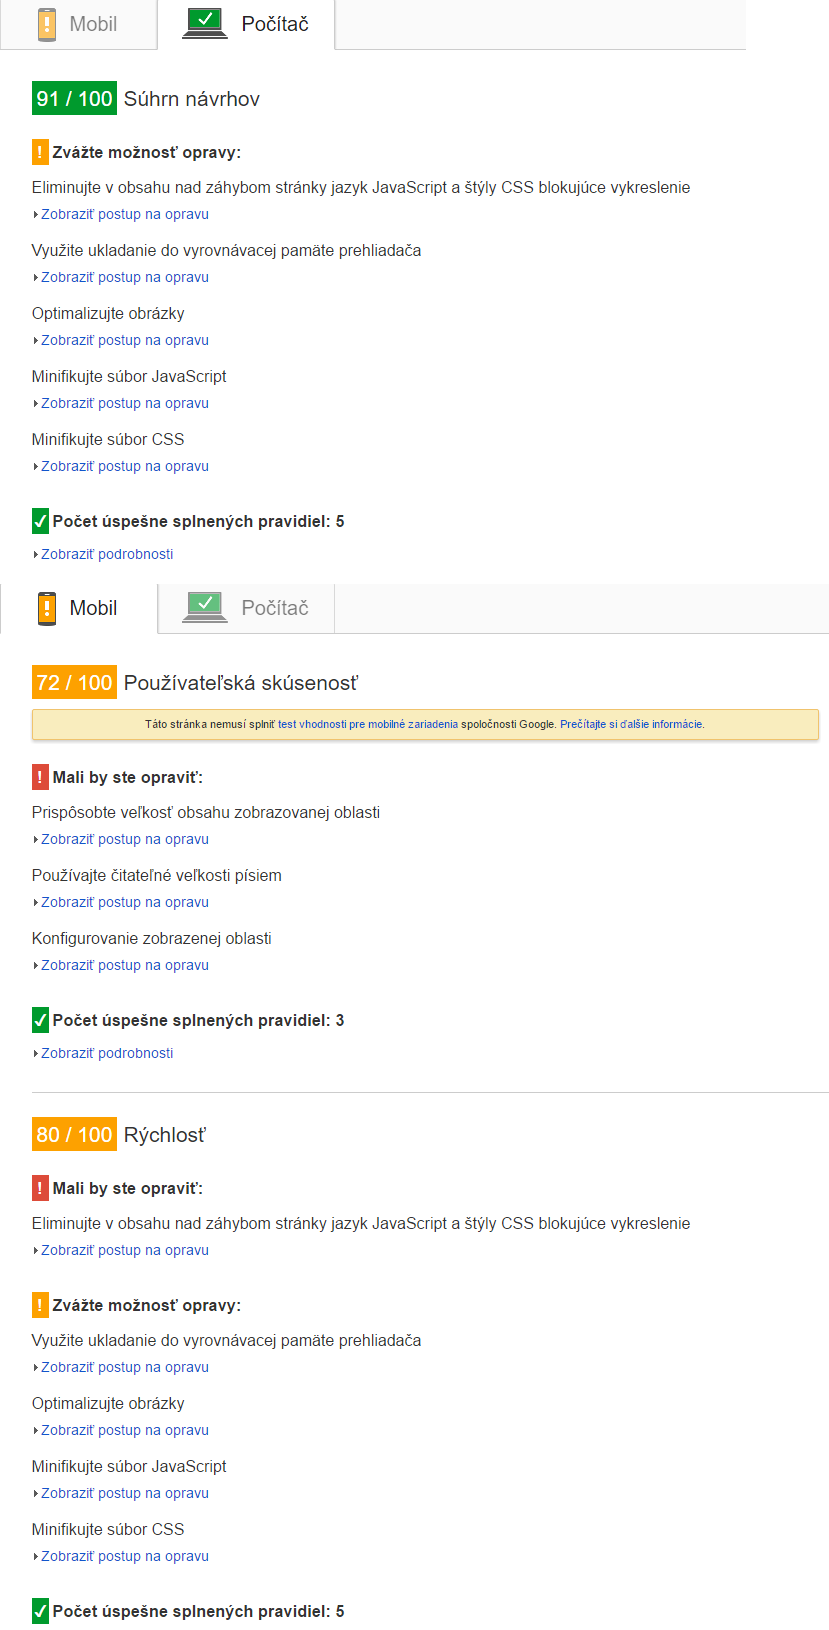 Mobil
Počítač
91 / 100 Súhrn návrhov
! Zvážte možnosť opravy:
Eliminujte v obsahu nad záhybom stránky jazyk JavaScript a štýly CSS blokujúce vykreslenie
Zobraziť postup na opravu
Využite ukladanie do vyrovnávacej pamäte prehliadača
Zobraziť postup na opravu
Optimalizujte obrázky
Zobraziť postup na opravu
Minifikujte súbor JavaScript
Zobraziť postup na opravu
Minifikujte súbor CSS
Zobraziť postup na opravu
Počet úspešne splnených pravidiel: 5
Zobraziť podrobnosti
Mobil
Počítač
72 / 100 Používateľská skúsenosť
Táto stránka nemusí splniť test vhodnosti pre mobilné zariadenia spoločnosti Google. Prečítajte si ďalšie informácie.
! Mali by ste opraviť:
Prispôsobte veľkosť obsahu zobrazovanej oblasti
Zobraziť postup na opravu
Používajte čitateľné veľkosti písiem
Zobraziť postup na opravu
Konfigurovanie zobrazenej oblasti
Zobraziť postup na opravu
Počet úspešne splnených pravidiel: 3
Zobraziť podrobnosti
80 / 100 Rýchlosť
! Mali by ste opraviť:
Eliminujte v obsahu nad záhybom stránky jazyk JavaScript a štýly CSS blokujúce vykreslenie
Zobraziť postup na opravu
! Zvážte možnosť opravy:
Využite ukladanie do vyrovnávacej pamäte prehliadača
Zobraziť postup na opravu
Optimalizujte obrázky
Zobraziť postup na opravu
Minifikujte súbor JavaScript
Zobraziť postup na opravu
Minifikujte súbor CSS
Zobraziť postup na opravu
Počet úspešne splnených pravidiel: 5